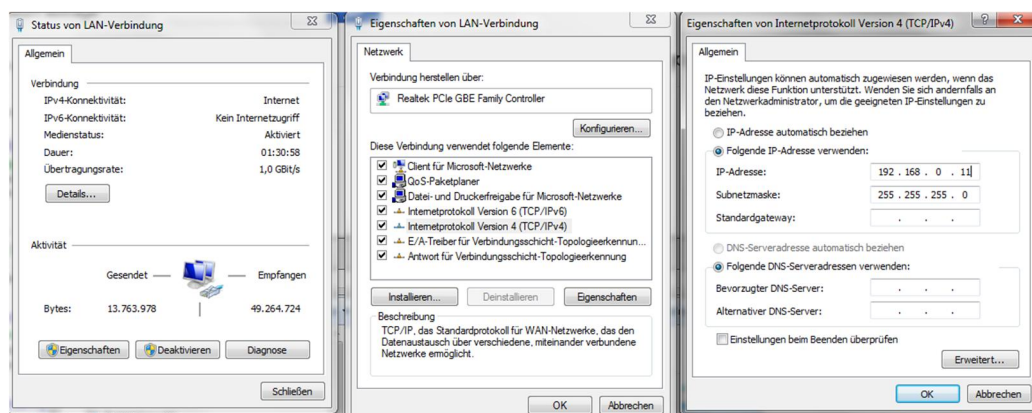 Status von LAN-Verbindung
Allgemein
Verbindung
IPv4-Konnektivität: Internet
IPv6-Konnektivität: Kein Internetzugriff
Medienstatus: Aktiviert
Dauer: 01:30:58
Übertragungsrate: 1,0 GBit/s
Details...
Aktivität
Gesendet — — Empfangen
Bytes: 13.763.978 | 49.264.724
Eigenschaften Deaktivieren Diagnose
Schließen
Eigenschaften von LAN-Verbindung
Netzwerk
Verbindung herstellen über:
Realtek PCIe GBE Family Controller
Konfigurieren...
Diese Verbindung verwendet folgende Elemente:
Client für Microsoft-Netzwerke
QoS-Paketplaner
Datei- und Druckerfreigabe für Microsoft-Netzwerke
Internetprotokoll Version 6 (TCP/IPv6)
Internetprotokoll Version 4 (TCP/IPv4)
E/A-Treiber für Verbindungsschicht-Topologieerkennun...
Antwort für Verbindungsschicht-Topologieerkennung
Installieren... Deinstallieren Eigenschaften
Beschreibung
TCP/IP, das Standardprotokoll für WAN-Netzwerke, das den
Datenaustausch über verschiedene, miteinander verbundene
Netzwerke ermöglicht.
OK Abbrechen
Eigenschaften von Internetprotokoll Version 4 (TCP/IPv4)
Allgemein
IP-Einstellungen können automatisch zugewiesen werden, wenn das
Netzwerk diese Funktion unterstützt. Wenden Sie sich andernfalls an
den Netzwerkadministrator, um die geeigneten IP-Einstellungen zu
beziehen.
IP-Adresse automatisch beziehen
Folgende IP-Adresse verwenden:
IP-Adresse: 192 . 168 . 0 . 11
Subnetzmaske: 255 . 255 . 255 . 0
Standardgateway: . . .
DNS-Serveradresse automatisch beziehen
Folgende DNS-Serveradressen verwenden:
Bevorzugter DNS-Server: . . .
Alternativer DNS-Server: . . .
Einstellungen beim Beenden überprüfen
Erweitert...
OK Abbrechen